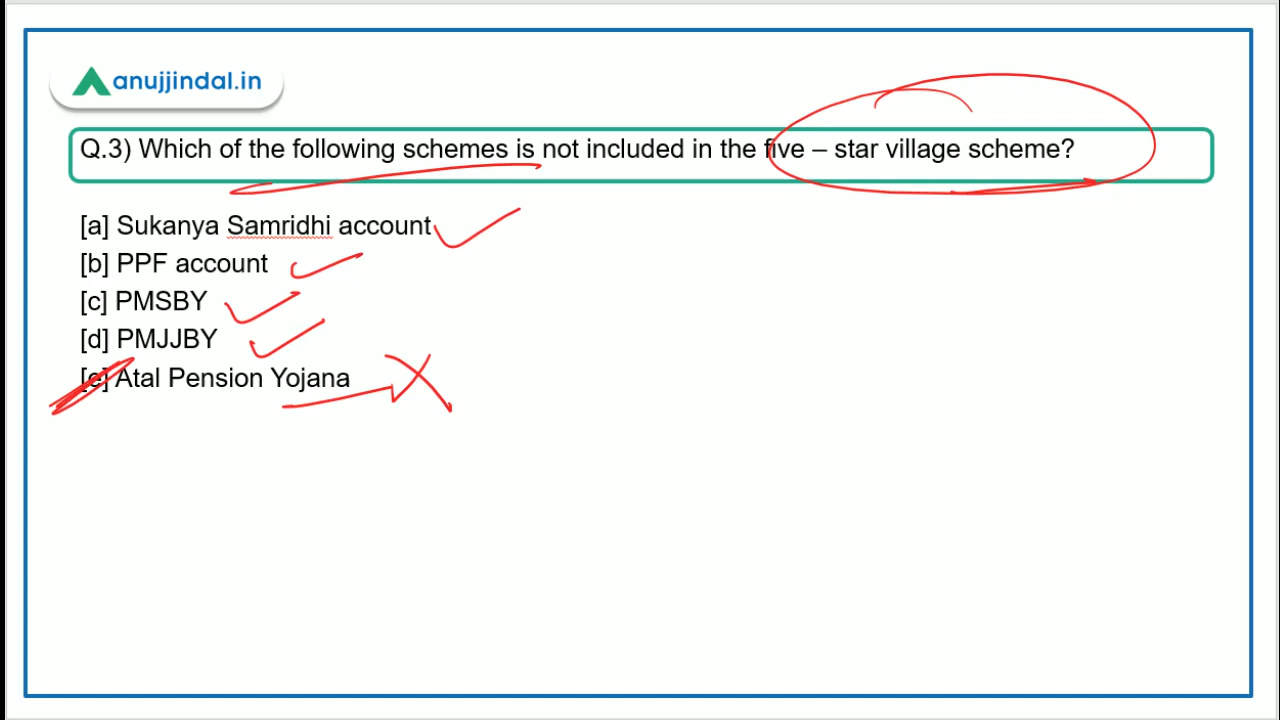 anujjindal.in
Q.3) Which of the following schemes is not included in the five – star village scheme?
[a] Sukanya Samridhi account
[b] PPF account
[c] PMSBY
[d] PMJJBY
[e] Atal Pension Yojana